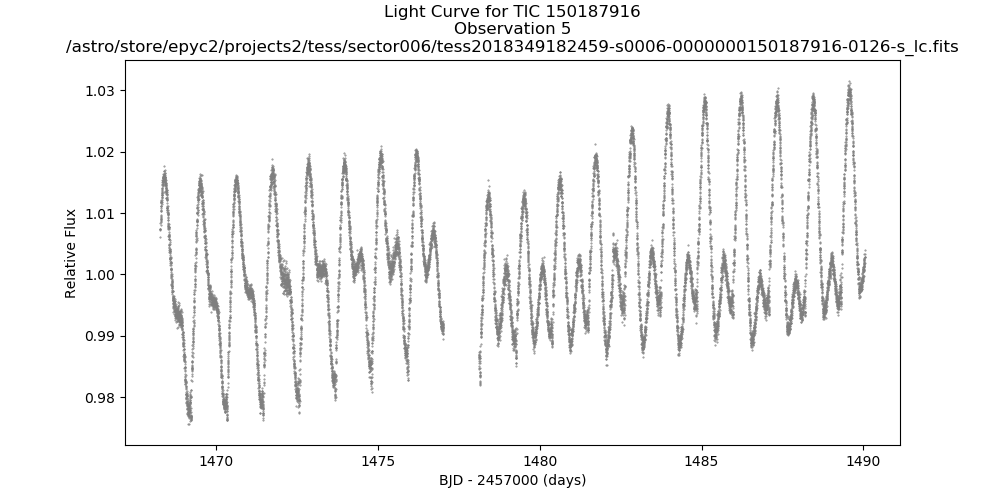 Light Curve for TIC 150187916
Observation 5
/astro/store/epyc2/projects2/tess/sector006/tess2018349182459-s0006-0000000150187916-0126-s_lc.fits
1.03
1.02
1.01
1.00
0.99
0.98
Relative Flux
1470
1475
1480
1485
1490
BJD - 2457000 (days)